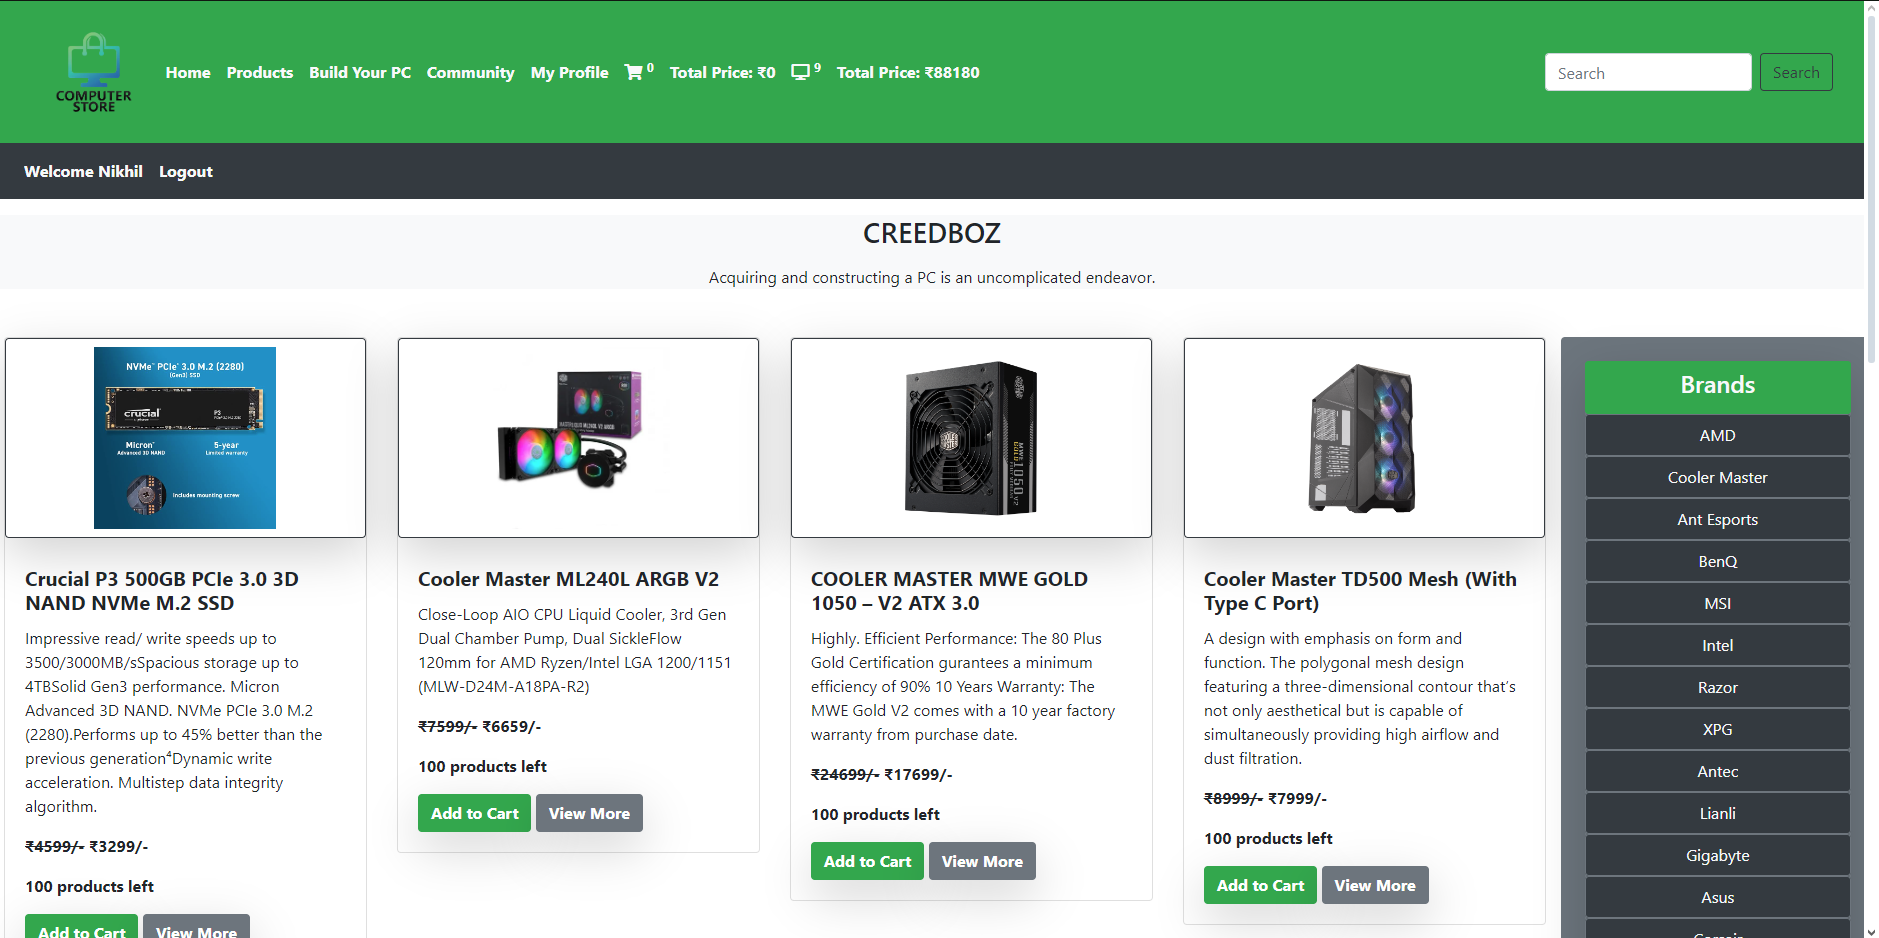 COMPUTER
STORE
Home Products Build Your PC Community My Profile 0 Total Price: ₹0 9 Total Price: ₹88180
Search Search
Welcome Nikhil Logout
CREEDBOZ
Acquiring and constructing a PC is an uncomplicated endeavor.
NVMe™ PCIe® 3.0 M.2 (2280)
(Gen3) SSD
crucial
P3
Micron®
Advanced 3D NAND
5-year
Limited warranty
Includes mounting screw
Crucial P3 500GB PCIe 3.0 3D
NAND NVMe M.2 SSD
Impressive read/ write speeds up to
3500/3000MB/sSpacious storage up to
4TBSolid Gen3 performance. Micron
Advanced 3D NAND. NVMe PCIe 3.0 M.2
(2280).Performs up to 45% better than the
previous generation⁴Dynamic write
acceleration. Multistep data integrity
algorithm.
₹4599/- ₹3299/-
100 products left
Add to Cart View More
Cooler Master ML240L ARGB V2
Close-Loop AIO CPU Liquid Cooler, 3rd Gen
Dual Chamber Pump, Dual SickleFlow
120mm for AMD Ryzen/Intel LGA 1200/1151
(MLW-D24M-A18PA-R2)
₹7599/- ₹6659/-
100 products left
Add to Cart View More
MWE
GOLD
1050 V2
COOLER MASTER MWE GOLD
1050 – V2 ATX 3.0
Highly. Efficient Performance: The 80 Plus
Gold Certification gurantees a minimum
efficiency of 90% 10 Years Warranty: The
MWE Gold V2 comes with a 10 year factory
warranty from purchase date.
₹24699/- ₹17699/-
100 products left
Add to Cart View More
Cooler Master TD500 Mesh (With
Type C Port)
A design with emphasis on form and
function. The polygonal mesh design
featuring a three-dimensional contour that’s
not only aesthetical but is capable of
simultaneously providing high airflow and
dust filtration.
₹8999/- ₹7999/-
100 products left
Add to Cart View More
Brands
AMD
Cooler Master
Ant Esports
BenQ
MSI
Intel
Razor
XPG
Antec
Lianli
Gigabyte
Asus